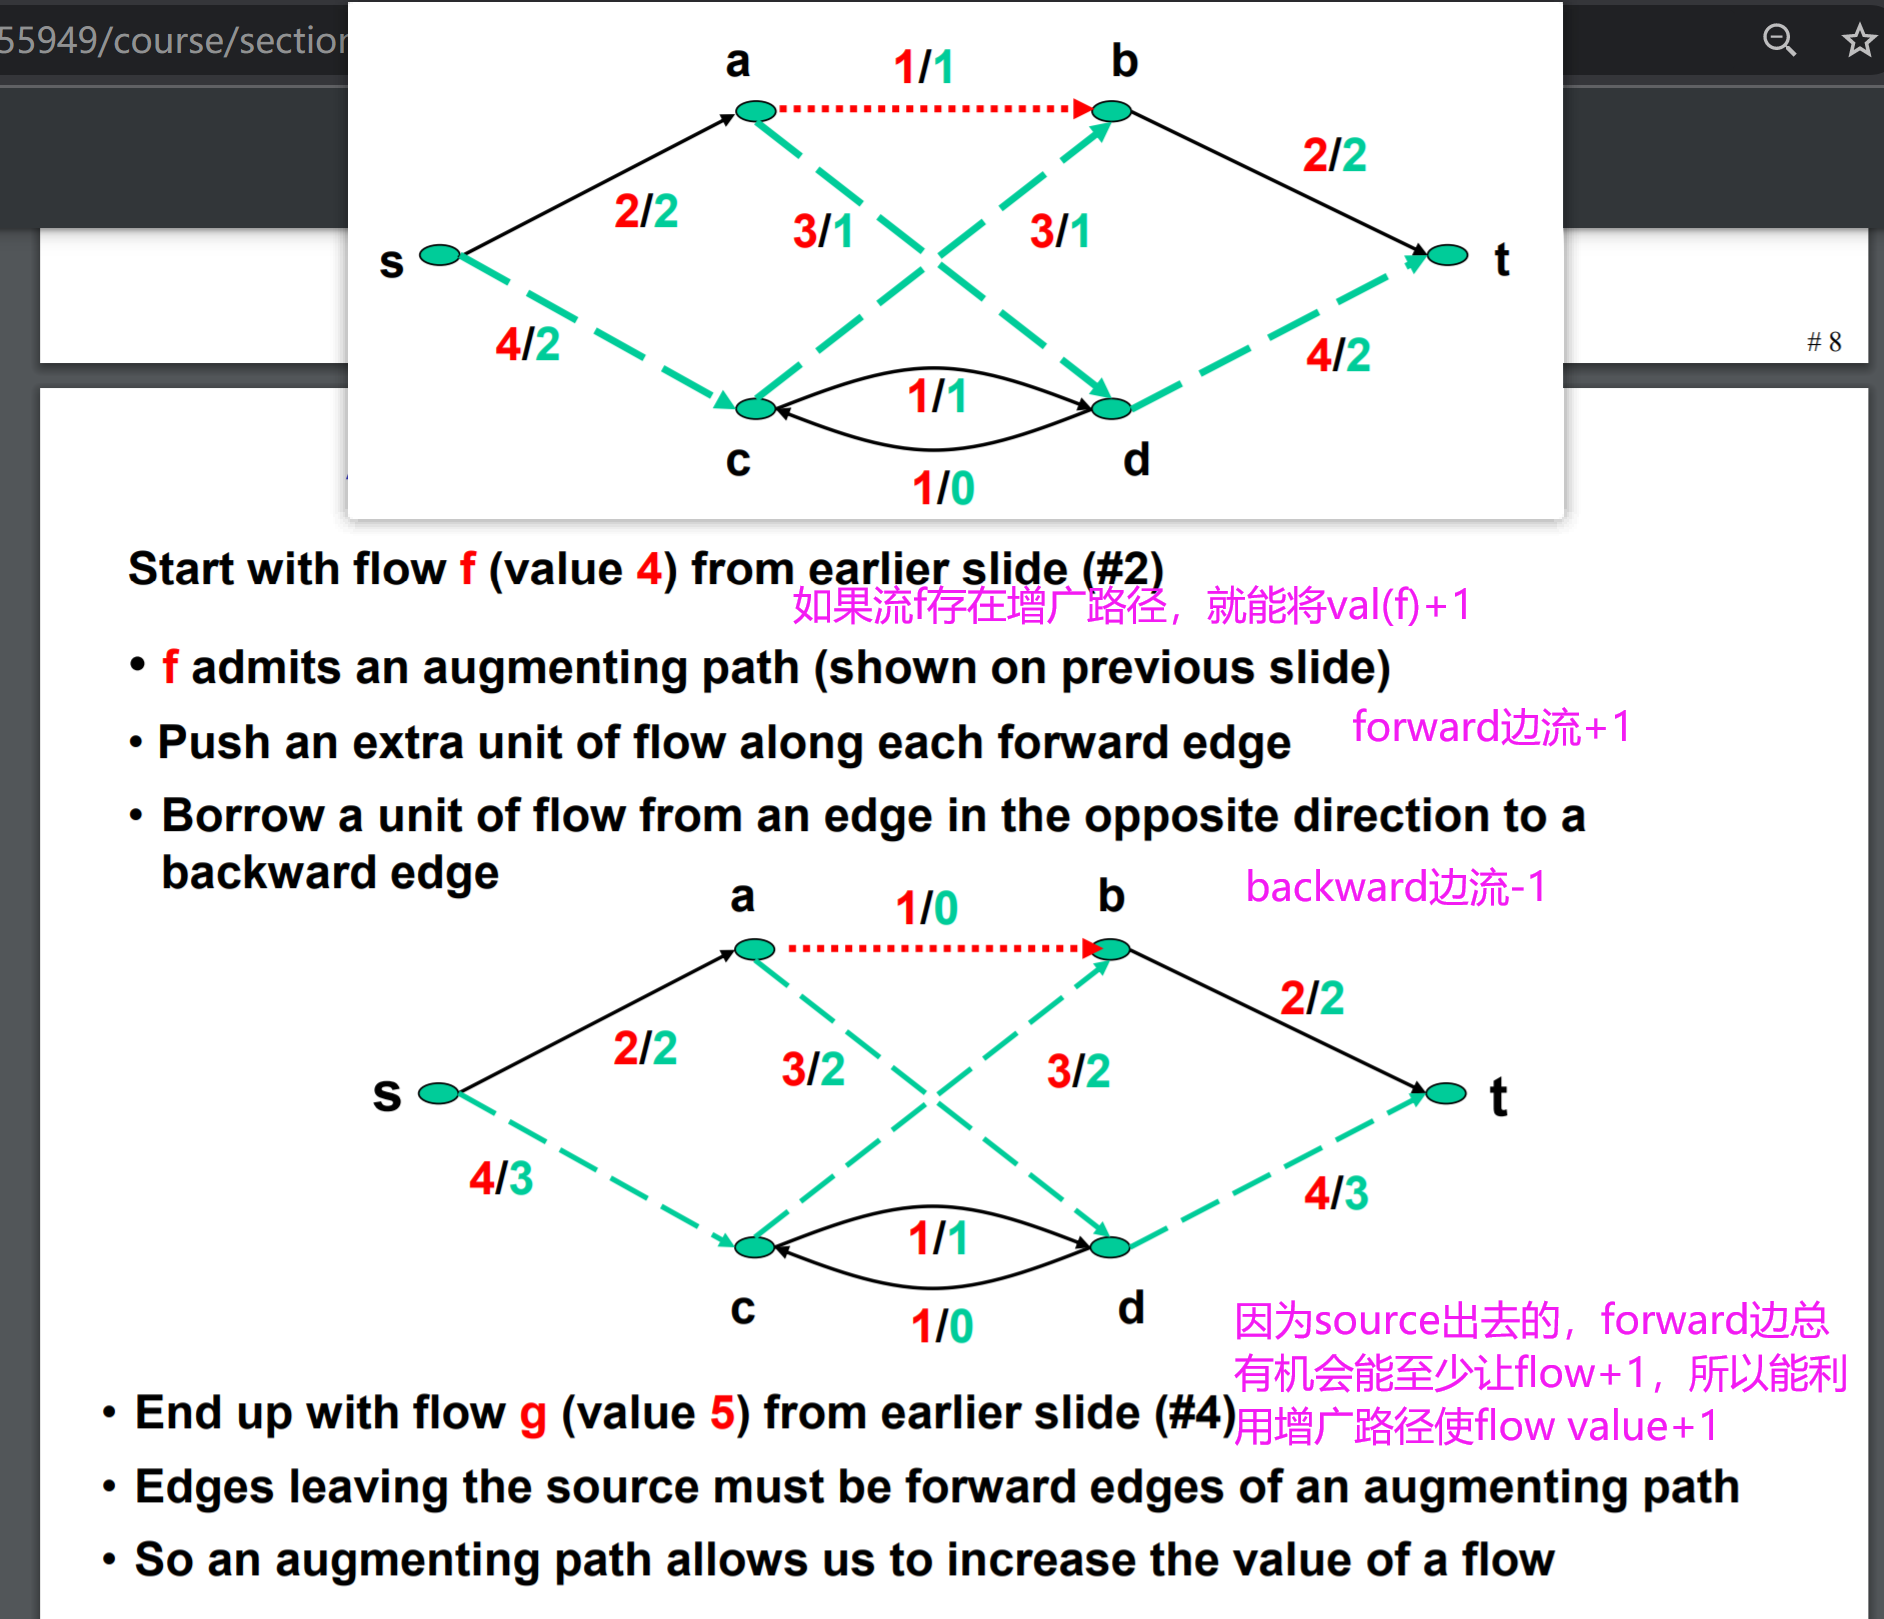 55949/course/section
a 1/1 b
2/2
2/2 3/1 3/1
s t
4/2 4/2
1/1
c d
1/0
# 8
Start with flow f (value 4) from earlier slide (#2)
如果流f存在增广路径，就能将val(f)+1
• f admits an augmenting path (shown on previous slide)
forward边流+1
• Push an extra unit of flow along each forward edge
• Borrow a unit of flow from an edge in the opposite direction to a
backward edge
backward边流-1
a 1/0 b
2/2
2/2 3/2 3/2
s t
4/3 4/3
1/1
c d
1/0
因为source出去的，forward边总
有机会能至少让flow+1，所以能利
用增广路径使flow value+1
• End up with flow g (value 5) from earlier slide (#4)
• Edges leaving the source must be forward edges of an augmenting path
• So an augmenting path allows us to increase the value of a flow